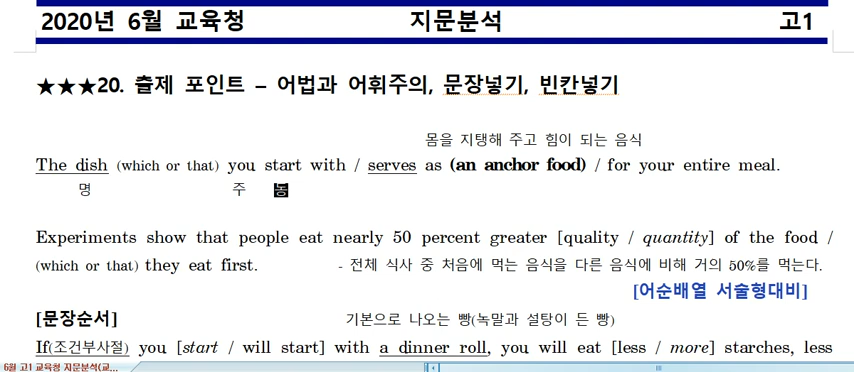 2020년 6월 교육청 지문분석 고1
★★★20. 출제 포인트 – 어법과 어휘주의, 문장넣기, 빈칸넣기
몸을 지탱해 주고 힘이 되는 음식
The dish (which or that) you start with / serves as (an anchor food) / for your entire meal.
명 주 동
Experiments show that people eat nearly 50 percent greater [quality / quantity] of the food /
(which or that) they eat first. - 전체 식사 중 처음에 먹는 음식을 다른 음식에 비해 거의 50%를 먹는다.
[어순배열 서술형대비]
[문장순서] 기본으로 나오는 빵(녹말과 설탕이 든 빵)
If(조건부사절) you [start / will start] with a dinner roll, you will eat [less / more] starches, less
6월 고1 교육청 지문분석(교...